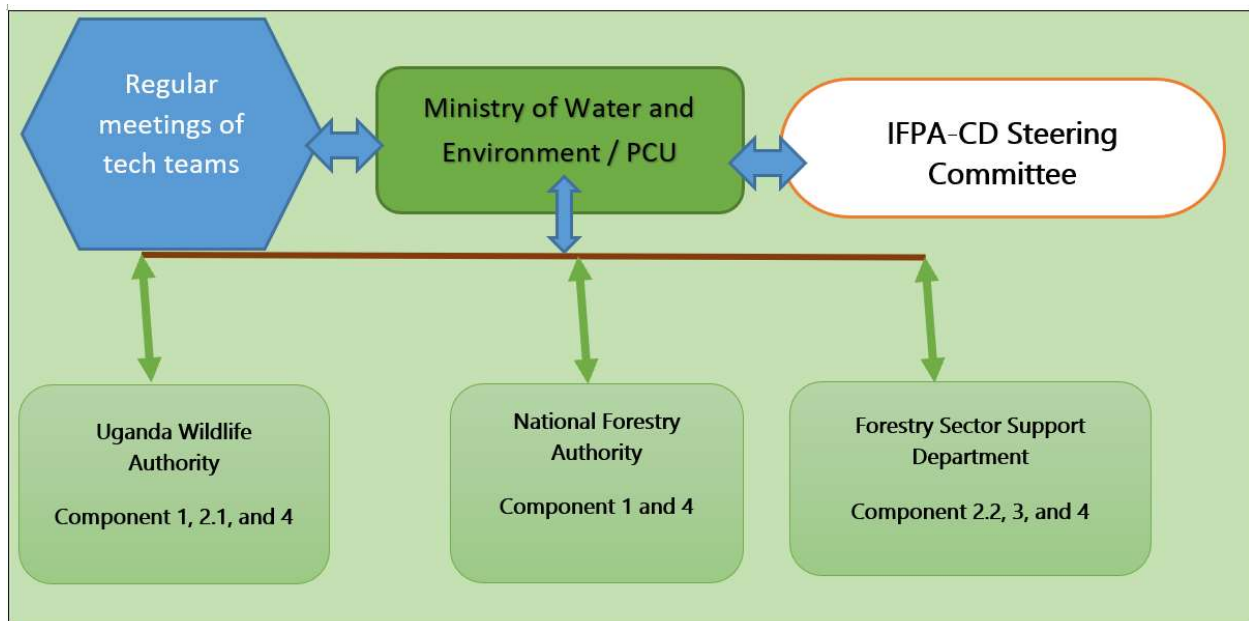 Regular
meetings of
tech teams
Ministry of Water and
Environment / PCU
IFPA-CD Steering
Committee
Uganda Wildlife
Authority
Component 1, 2.1, and 4
National Forestry
Authority
Component 1 and 4
Forestry Sector Support
Department
Component 2.2, 3, and 4